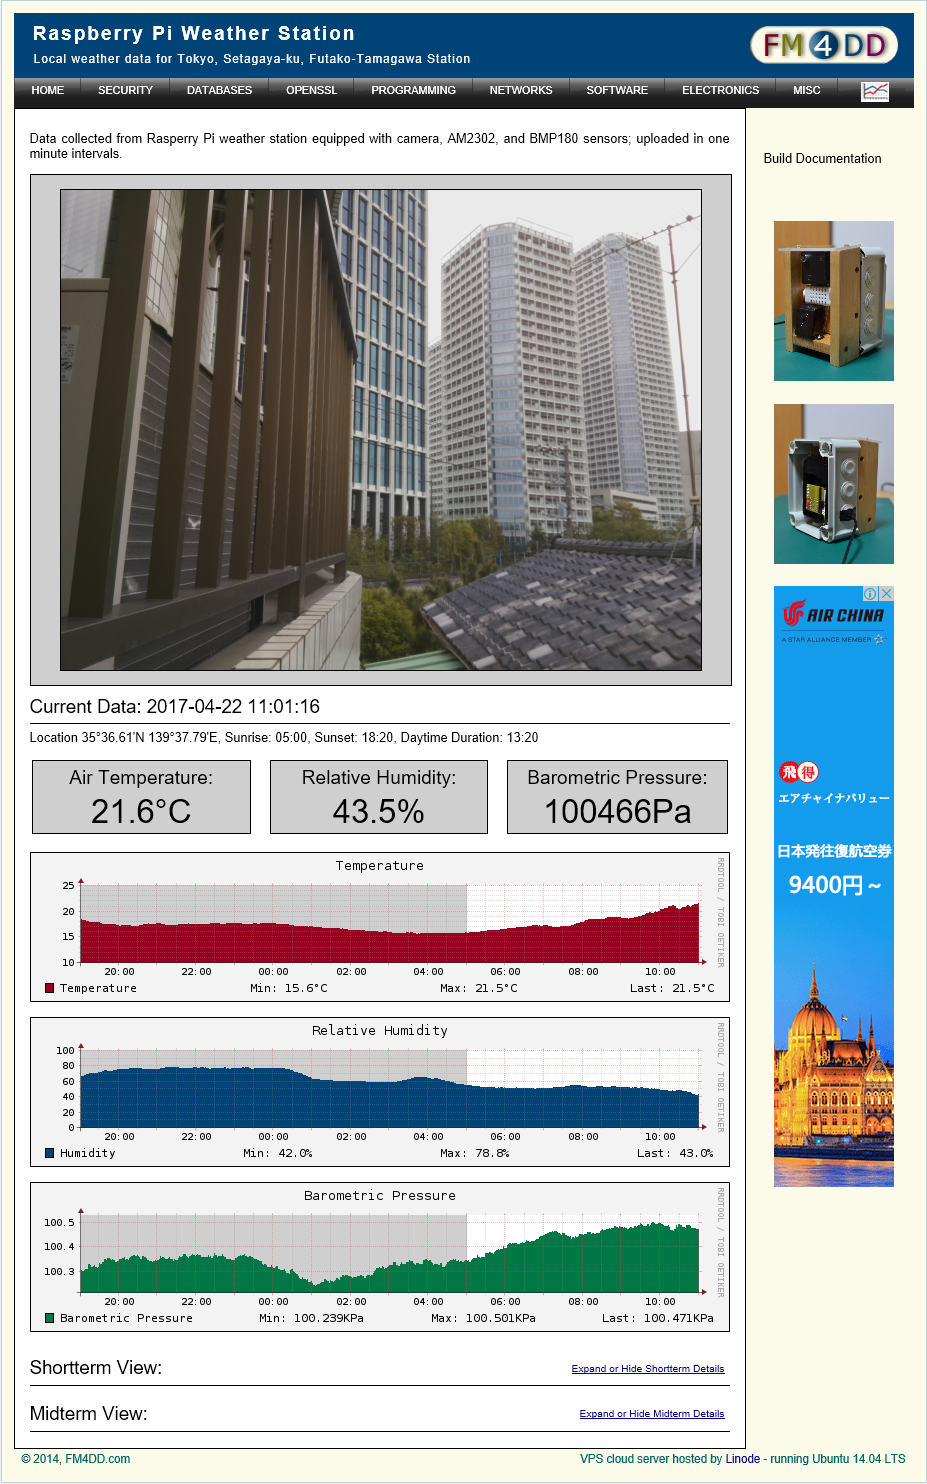 Raspberry Pi Weather Station
Local weather data for Tokyo, Setagaya-ku, Futako-Tamagawa Station
FM4DD
HOME SECURITY DATABASES OPENSSL PROGRAMMING NETWORKS SOFTWARE ELECTRONICS MISC
Data collected from Rasperry Pi weather station equipped with camera, AM2302, and BMP180 sensors; uploaded in one
minute intervals.
Build Documentation
AIR CHINA
A STAR ALLIANCE MEMBER
飛得
エアチャイナバリュー
日本発往復航空券
9400円~
Current Data: 2017-04-22 11:01:16
Location 35°36.61'N 139°37.79'E, Sunrise: 05:00, Sunset: 18:20, Daytime Duration: 13:20
Air Temperature:
21.6°C
Relative Humidity:
43.5%
Barometric Pressure:
100466Pa
Temperature
25
20
15
10
20:00 22:00 00:00 02:00 04:00 06:00 08:00 10:00
Temperature Min: 15.6°C Max: 21.5°C Last: 21.5°C
RRDTOOL / TOBI OETIKER
Relative Humidity
100
80
60
40
20
0
20:00 22:00 00:00 02:00 04:00 06:00 08:00 10:00
Humidity Min: 42.0% Max: 78.8% Last: 43.0%
RRDTOOL / TOBI OETIKER
Barometric Pressure
100.5
100.4
100.3
20:00 22:00 00:00 02:00 04:00 06:00 08:00 10:00
Barometric Pressure Min: 100.239KPa Max: 100.501KPa Last: 100.471KPa
RRDTOOL / TOBI OETIKER
Shortterm View:
Expand or Hide Shortterm Details
Midterm View:
Expand or Hide Midterm Details
© 2014, FM4DD.com
VPS cloud server hosted by Linode - running Ubuntu 14.04 LTS